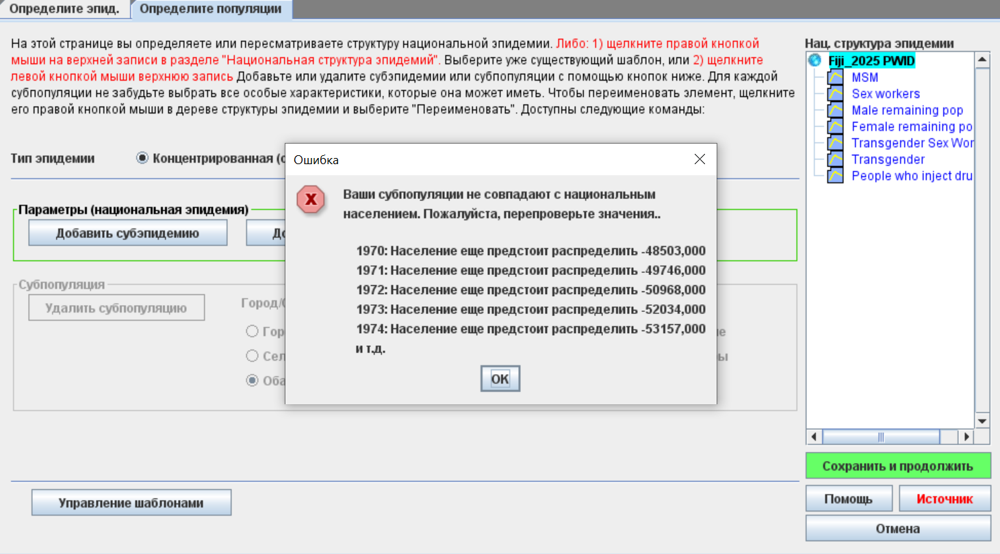 Определите эпид.
Определите популяции
На этой странице вы определяете или пересматриваете структуру национальной эпидемии. Либо: 1) щелкните правой кнопкой
мыши на верхней записи в разделе "Национальная структура эпидемий". Выберите уже существующий шаблон, или 2) щелкните
левой кнопкой мыши верхнюю запись Добавьте или удалите субэпидемии или субпопуляции с помощью кнопок ниже. Для каждой
субпопуляции не забудьте выбрать все особые характеристики, которые она может иметь. Чтобы переименовать элемент, щелкните
его правой кнопкой мыши в дереве структуры эпидемии и выберите "Переименовать". Доступны следующие команды:
Тип эпидемии
Концентрированная (
Параметры (национальная эпидемия)
Добавить субэпидемию
Субпопуляция
Удалить субпопуляцию
Город/
Оба
Ошибка
Ваши субпопуляции не совпадают с национальным
населением. Пожалуйста, перепроверьте значения..
1970: Население еще предстоит распределить -48503,000
1971: Население еще предстоит распределить -49746,000
1972: Население еще предстоит распределить -50968,000
1973: Население еще предстоит распределить -52034,000
1974: Население еще предстоит распределить -53157,000
и т.д.
OK
Управление шаблонами
Нац. структура эпидемии
Fiji_2025 PWID
MSM
Sex workers
Male remaining pop
Female remaining po
Transgender Sex Wor
Transgender
People who inject dru
Сохранить и продолжить
Помощь
Источник
Отмена